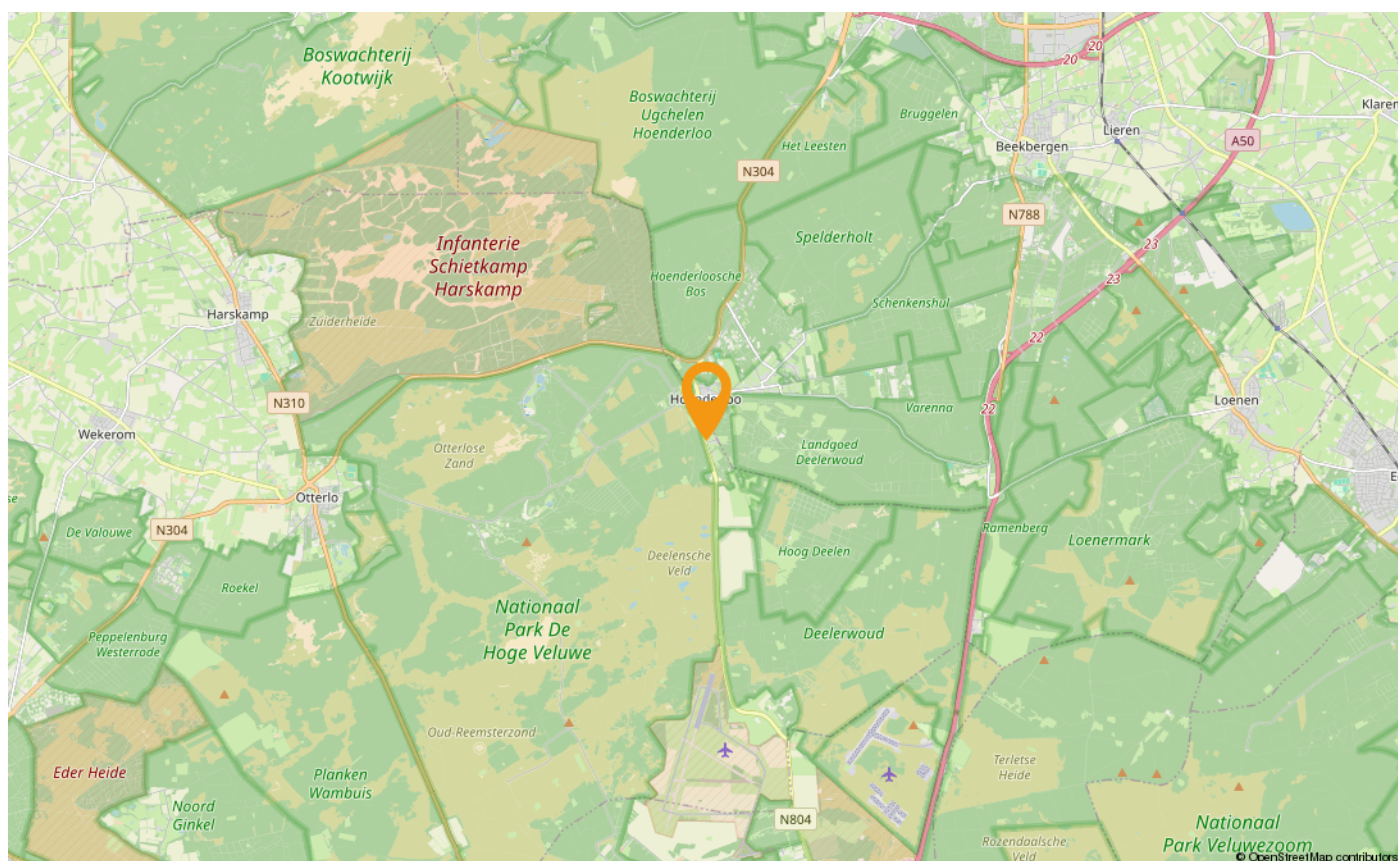 Boswachterij
Kootwijk
Boswachterij
Ugchelen
Hoenderloo
Bruggelen
20
20
Klaren
Lieren
A50
Beekbergen
Het Leesten
N304
N788
Infanterie
Schietkamp
Harskamp
Spelderholt
23
23
Hoenderloosche
Bos
Schenkenshul
Harskamp
Zuiderheide
22
N310
Hoenderloo
Varenna
22
Loenen
Wekerom
Otterlose
Zand
Landgoed
Deelerwoud
Otterlo
se
De Valouwe
N304
Ramenberg
Loenermark
Deelensche
Veld
Hoog Deelen
Roekel
Nationaal
Park De
Hoge Veluwe
Peppelenburg
Westerrode
Deelerwoud
Oud-Reemsterzand
Eder Heide
Planken
Wambuis
Terletse
Heide
Noord
Ginkel
N804
Nationaal
Park Veluwezoom
Rozendaalsche
Veld
© OpenStreetMap contributors